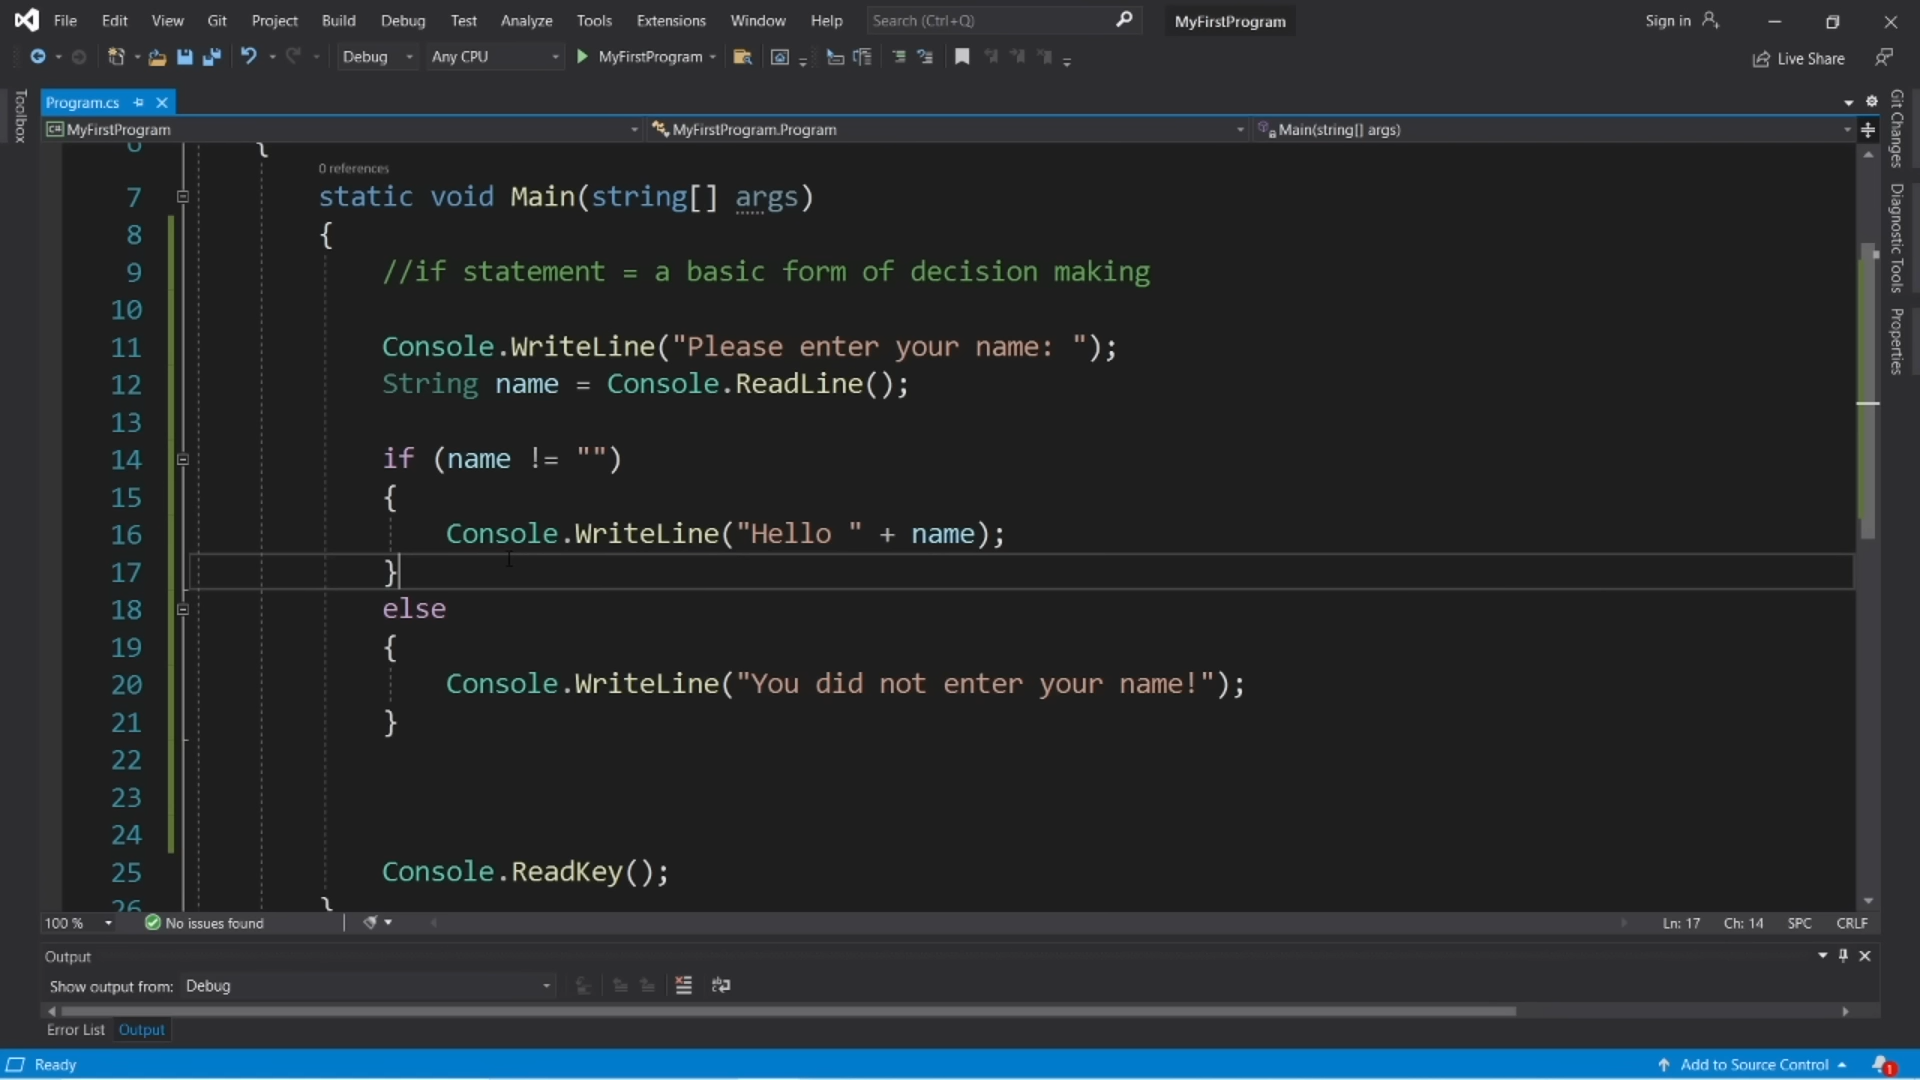 File Edit View Git Project Build Debug Test Analyze Tools Extensions Window Help Search (Ctrl+Q) MyFirstProgram Sign in
Debug Any CPU MyFirstProgram Live Share
Toolbox
Program.cs
MyFirstProgram MyFirstProgram.Program Main(string[] args)
Git Changes
Diagnostic Tools
Properties
6 {
0 references
7 static void Main(string[] args)
8 {
9 //if statement = a basic form of decision making
10
11 Console.WriteLine("Please enter your name: ");
12 String name = Console.ReadLine();
13
14 if (name != "")
15 {
16 Console.WriteLine("Hello " + name);
17 }
18 else
19 {
20 Console.WriteLine("You did not enter your name!");
21 }
22
23
24
25 Console.ReadKey();
26 }
100 % No issues found Ln: 17 Ch: 14 SPC CRLF
Output
Show output from: Debug
Error List Output
Ready Add to Source Control 1